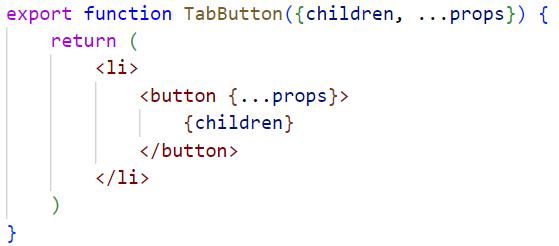 export function TabButton({children, ...props}) {
    return (
        <li>
            <button {...props}>
                {children}
            </button>
        </li>
    )
}